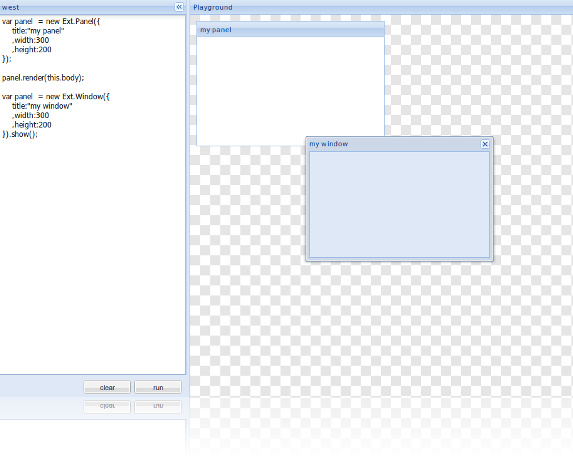 west
var panel = new Ext.Panel({
title:"my panel"
,width:300
,height:200
});
panel.render(this.body);
var panel = new Ext.Window({
title:"my window"
,width:300
,height:200
}).show();
clear
run
Playground
my panel
my window